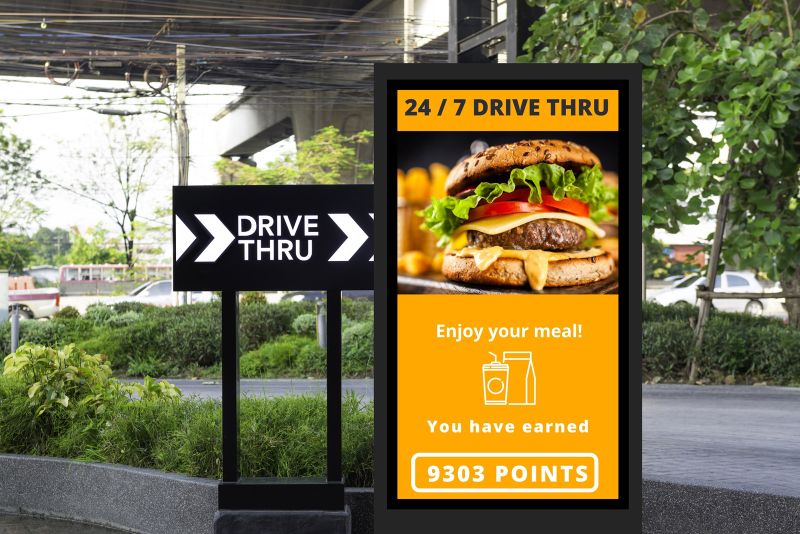 DRIVE
THRU
24 / 7 DRIVE THRU
Enjoy your meal!
You have earned
9303 POINTS